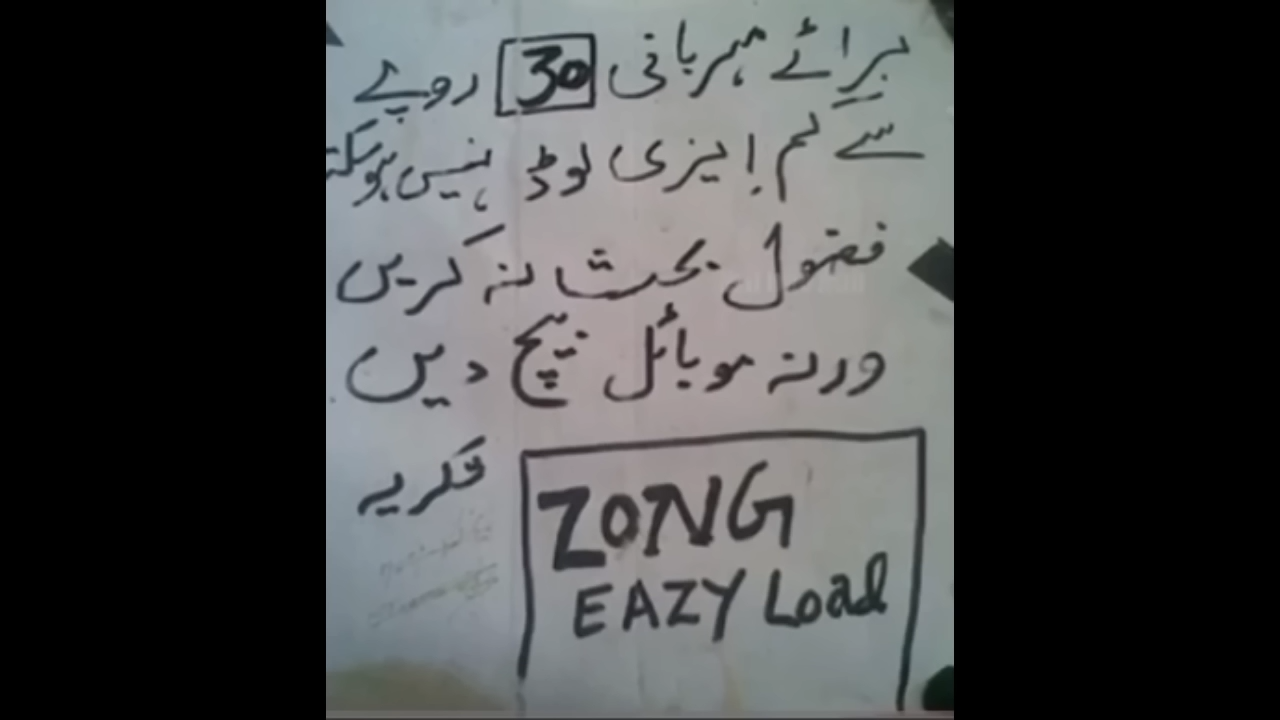 برائے مہربانی 30 روپے
سے کم ایزی لوڈ نہیں ہو سکتا
فضول بحث نہ کریں
ورنہ موبائل بیچ دیں
شکریہ
ZONG
EAZY Load